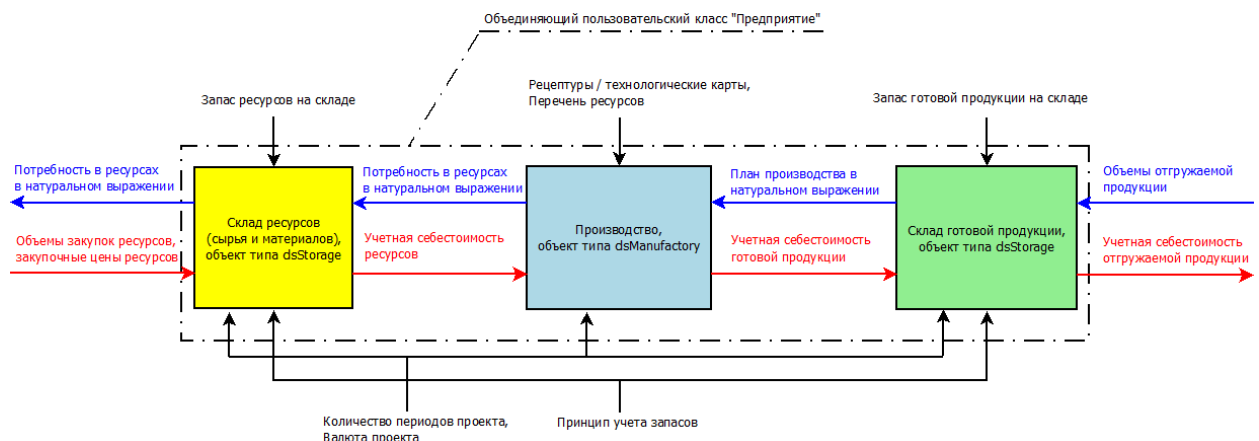 Объединяющий пользовательский класс "Предприятие"
Запас ресурсов на складе
Рецептуры / технологические карты,
Перечень ресурсов
Запас готовой продукции на складе
Потребность в ресурсах
в натуральном выражении
Потребность в ресурсах
в натуральном выражении
План производства в
натуральном выражении
Объемы отгружаемой
продукции
Склад ресурсов
(сырья и материалов),
объект типа dsStorage
Производство,
объект типа dsManufactory
Склад готовой продукции,
объект типа dsStorage
Объемы закупок ресурсов,
закупочные цены ресурсов
Учетная себестоимость
ресурсов
Учетная себестоимость
готовой продукции
Учетная себестоимость
отгружаемой продукции
Количество периодов проекта,
Валюта проекта
Принцип учета запасов